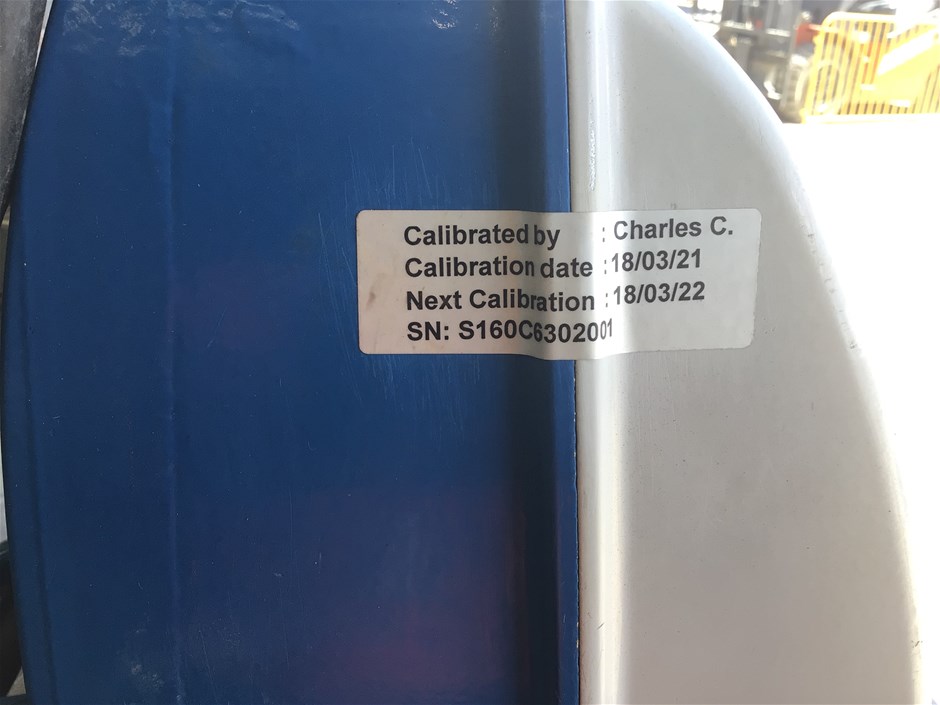 Calibrated by : Charles C.
Calibration date :18/03/21
Next Calibration :18/03/22
SN: S160C6302001